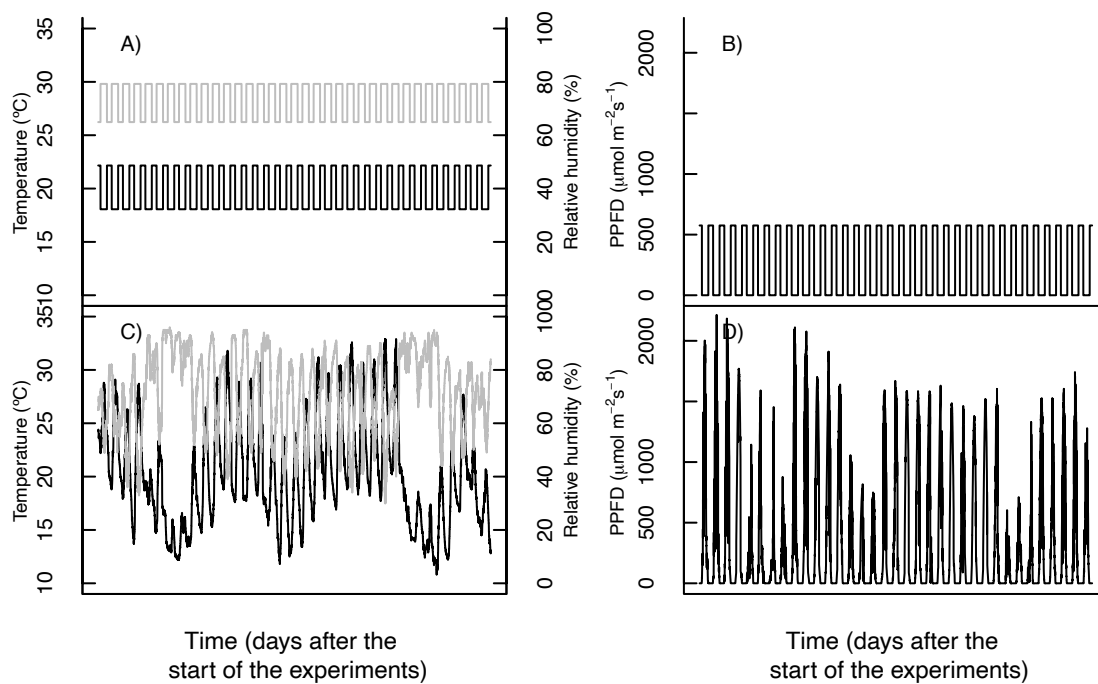 A)
Temperature (ºC)
10
15
20
25
30
35
Relative humidity (%)
0
20
40
60
80
100
B)
PPFD (μmol m−2s−1)
0
500
1000
2000
C)
Temperature (ºC)
10
15
20
25
30
35
Relative humidity (%)
0
20
40
60
80
100
D)
PPFD (μmol m−2s−1)
0
500
1000
2000
Time (days after the
start of the experiments)
Time (days after the
start of the experiments)